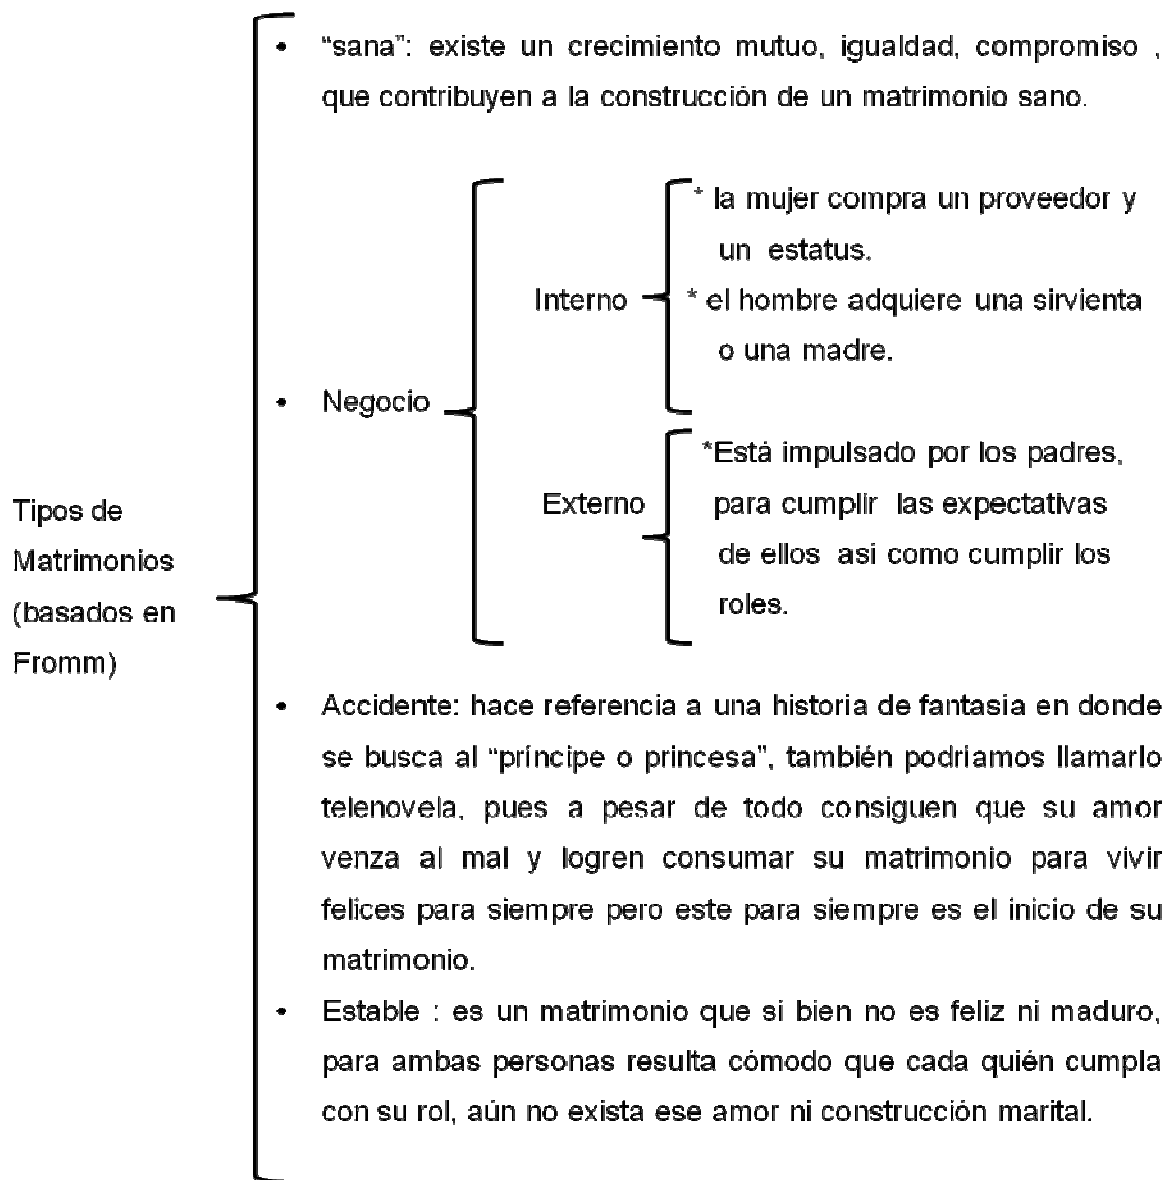 • “sana”: existe un crecimiento mutuo, igualdad, compromiso ,
que contribuyen a la construcción de un matrimonio sano.
* la mujer compra un proveedor y
un estatus.
Interno
* el hombre adquiere una sirvienta
o una madre.
• Negocio
*Está impulsado por los padres,
Externo
para cumplir las expectativas
de ellos asi como cumplir los
roles.
Tipos de
Matrimonios
(basados en
Fromm)
• Accidente: hace referencia a una historia de fantasia en donde
se busca al “príncipe o princesa”, también podriamos llamarlo
telenovela, pues a pesar de todo consiguen que su amor
venza al mal y logren consumar su matrimonio para vivir
felices para siempre pero este para siempre es el inicio de su
matrimonio.
• Estable : es un matrimonio que si bien no es feliz ni maduro,
para ambas personas resulta cómodo que cada quién cumpla
con su rol, aún no exista ese amor ni construcción marital.